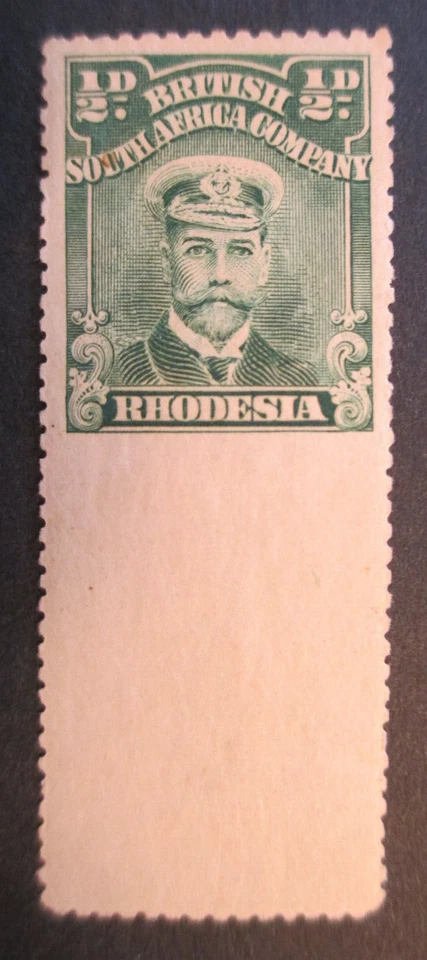 ½D. ½D.
BRITISH
SOUTH AFRICA COMPANY
RHODESIA